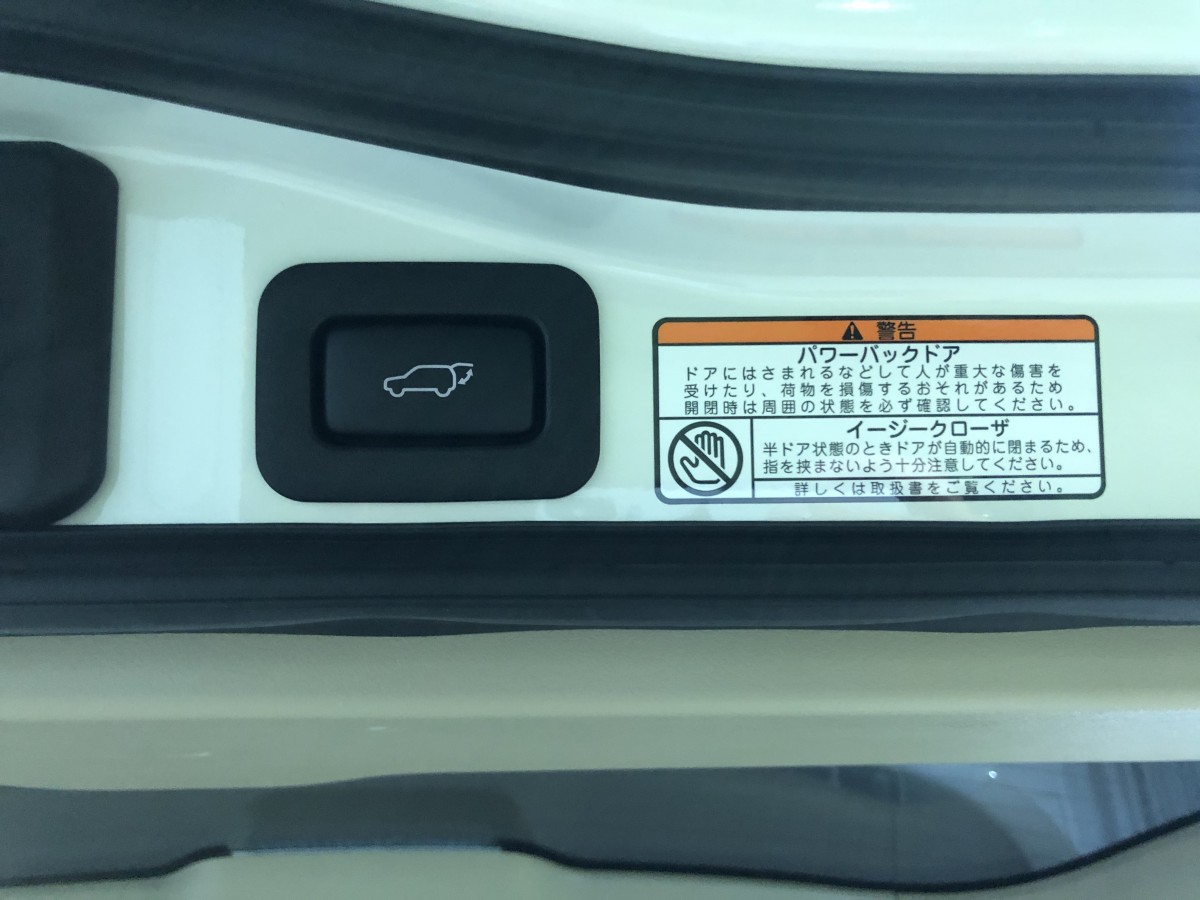 警告
パワーバックドア
ドアにはさまれるなどして人が重大な傷害を
受けたり、荷物を損傷するおそれがあるため
開閉時は周囲の状態を必ず確認してください。
イージークローザ
半ドア状態のときドアが自動的に閉まるため、
指を挟まないよう十分注意してください。
詳しくは取扱書をご覧ください。